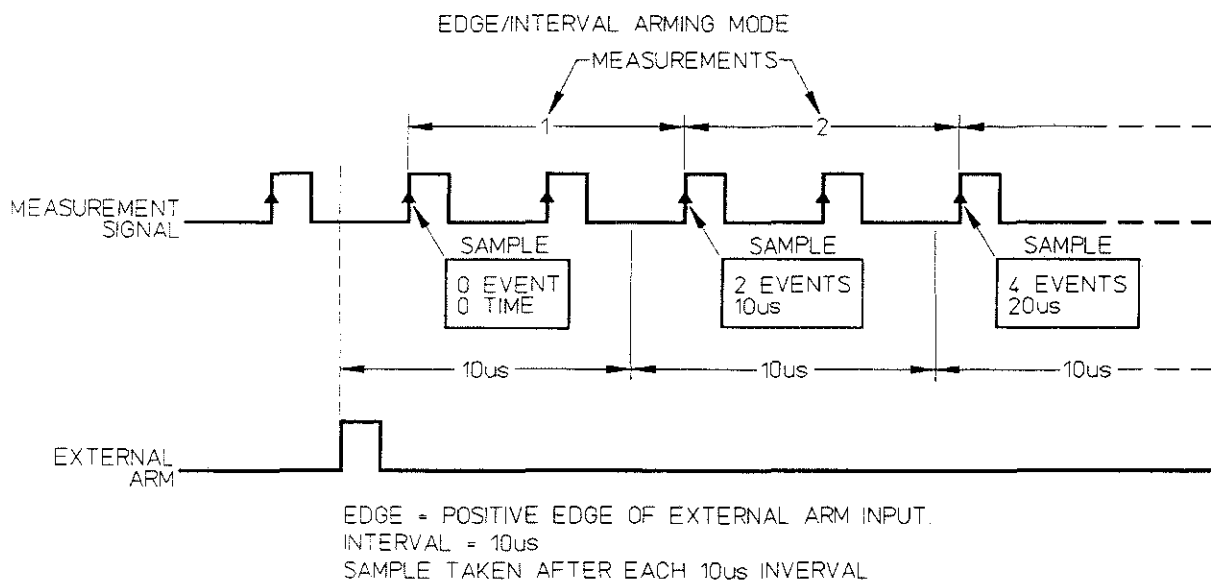 EDGE/INTERVAL ARMING MODE
MEASUREMENTS
1
2
MEASUREMENT
SIGNAL
SAMPLE
0 EVENT
0 TIME
SAMPLE
2 EVENTS
10us
SAMPLE
4 EVENTS
20us
10us
10us
10us
EXTERNAL
ARM
EDGE = POSITIVE EDGE OF EXTERNAL ARM INPUT.
INTERVAL = 10us
SAMPLE TAKEN AFTER EACH 10us INVERVAL